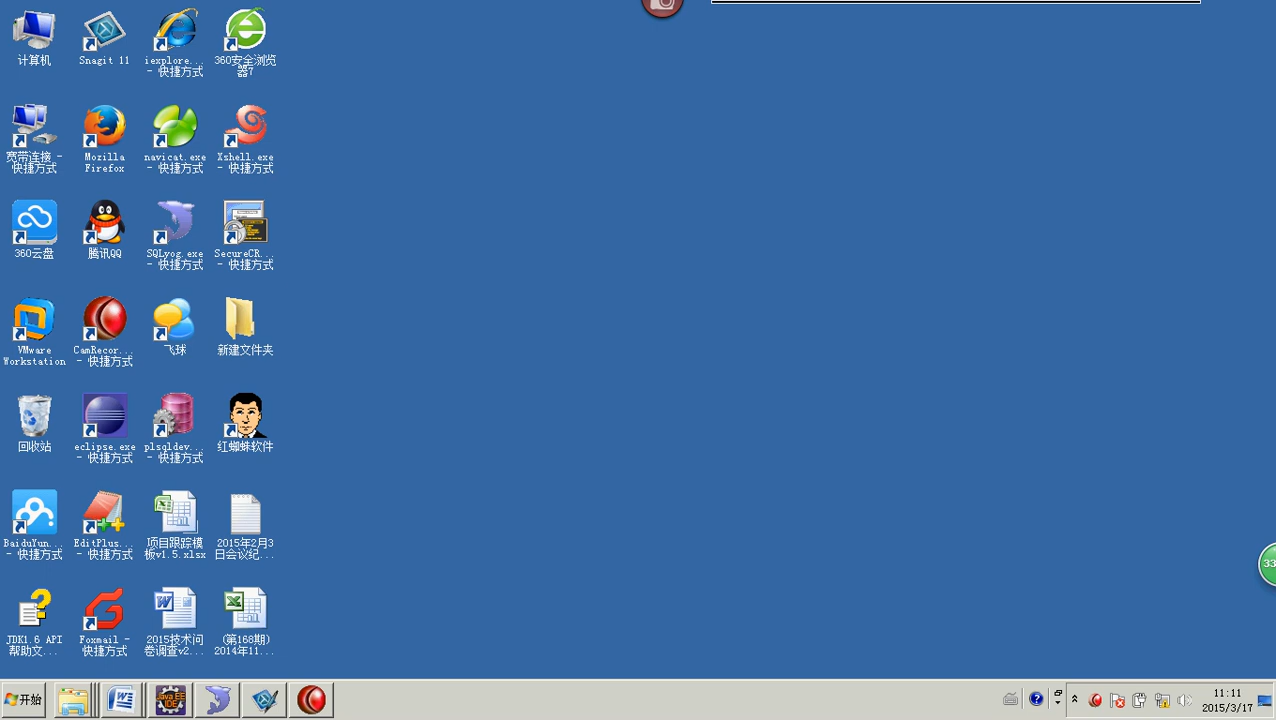 计算机
Snagit 11
iexplore...
- 快捷方式
360安全浏览
器7
宽带连接 -
快捷方式
Mozilla
Firefox
navicat.exe
- 快捷方式
Xshell.exe
- 快捷方式
360云盘
腾讯QQ
SQLyog.exe
- 快捷方式
SecureCR...
- 快捷方式
VMware
Workstation
CamRecor...
- 快捷方式
飞球
新建文件夹
回收站
eclipse.exe
- 快捷方式
plsqldev...
- 快捷方式
红蜘蛛软件
BaiduYun...
- 快捷方式
EditPlus...
- 快捷方式
项目跟踪模
板v1.5.xlsx
2015年2月3
日会议纪...
JDK1.6 API
帮助文...
Foxmail -
快捷方式
2015技术问
卷调查v2...
(第168期)
2014年11...
33
开始
Java EE
IDE
11:11
2015/3/17